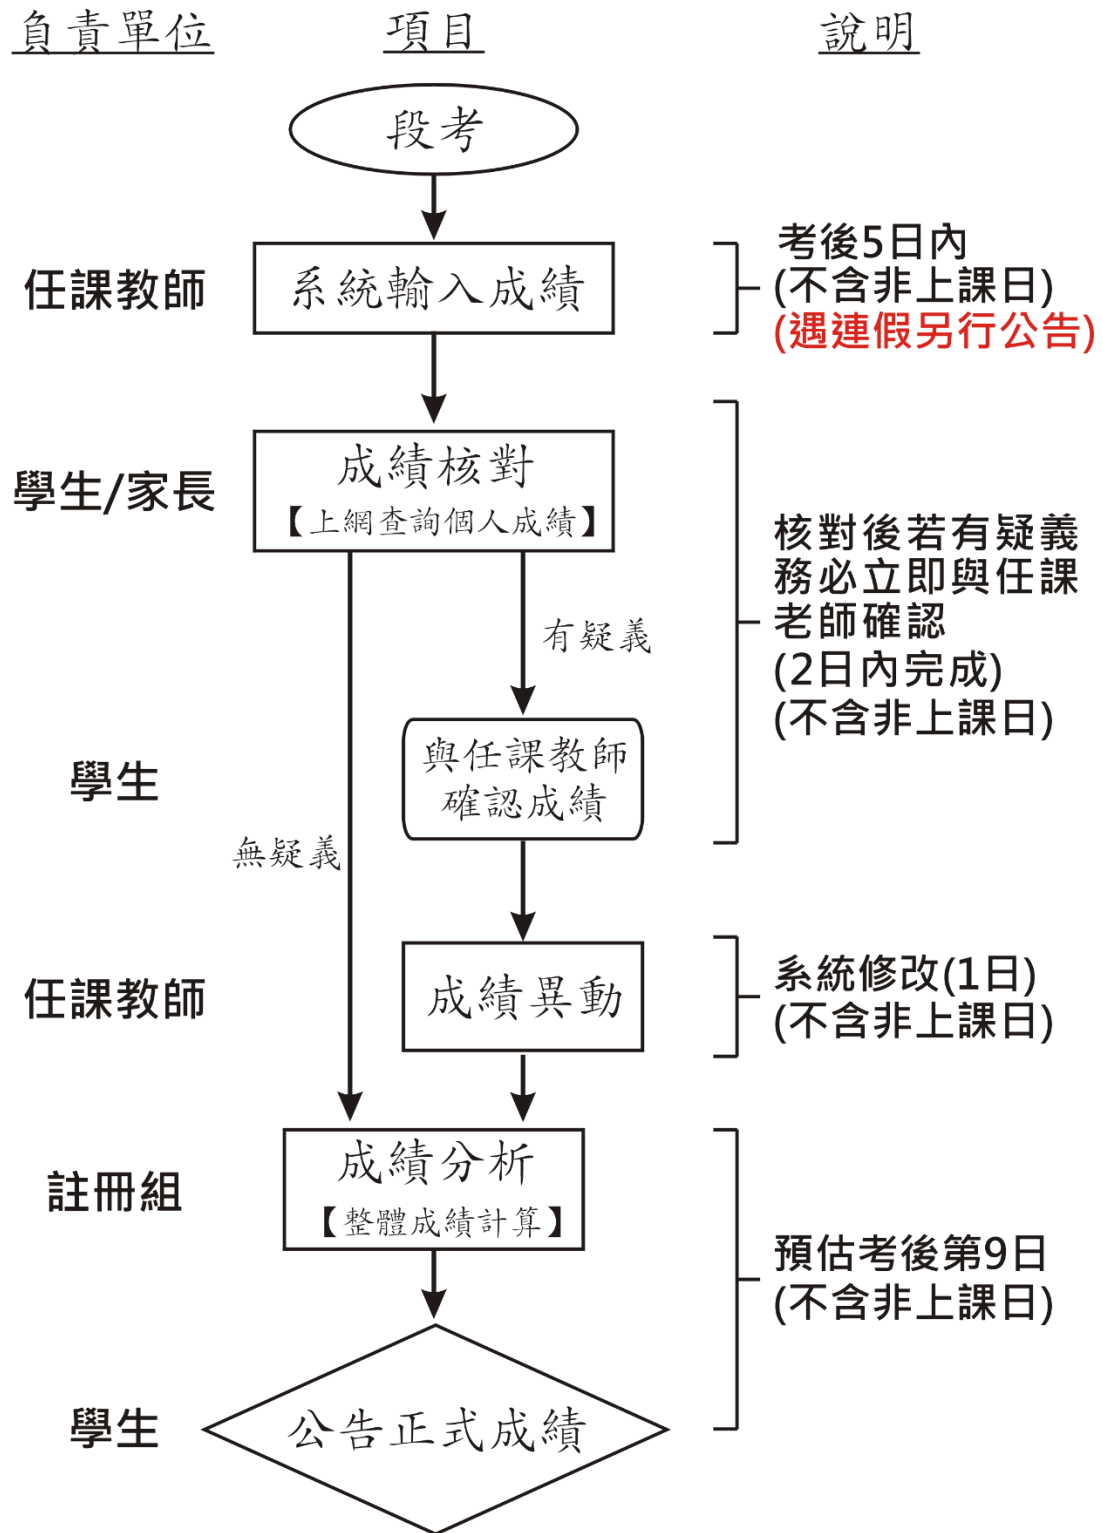 負責單位 項目 說明
段考
任課教師
系統輸入成績
考後5日內
(不含非上課日)
(遇連假另行公告)
學生/家長
成績核對
【上網查詢個人成績】
核對後若有疑義
務必立即與任課
老師確認
(2日內完成)
(不含非上課日)
有疑義
學生
與任課教師
確認成績
無疑義
任課教師
成績異動
系統修改(1日)
(不含非上課日)
註冊組
成績分析
【整體成績計算】
預估考後第9日
(不含非上課日)
學生
公告正式成績